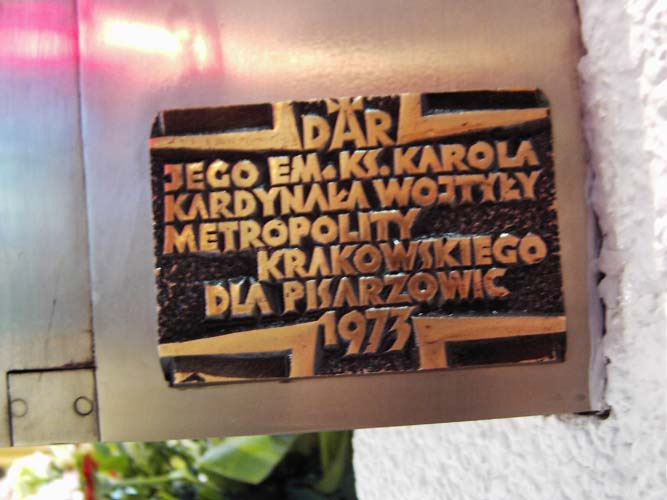 DAR
JEGO EM. KS. KAROLA
KARDYNAŁA WOJTYŁY
METROPOLITY
KRAKOWSKIEGO
DLA PISARZOWIC
1973